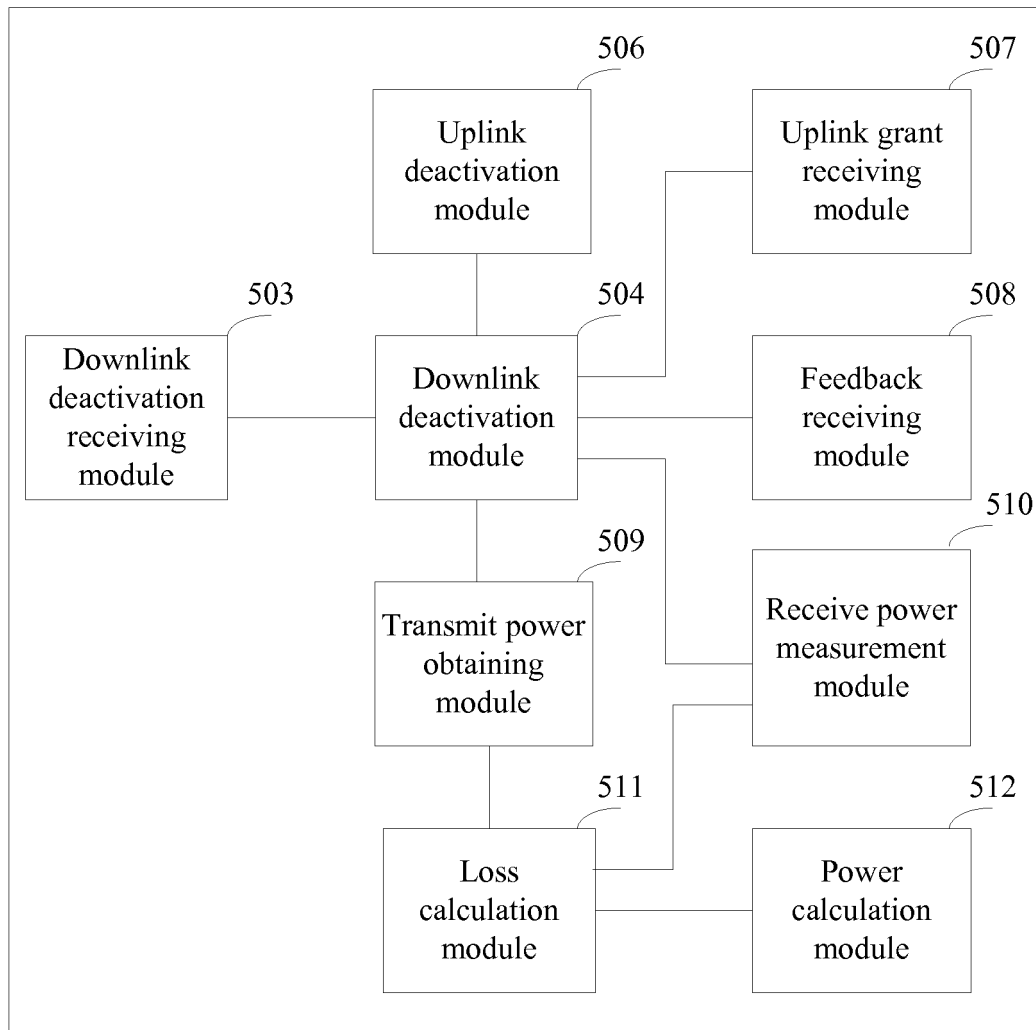 506
Uplink
deactivation
module
507
Uplink grant
receiving
module
503
Downlink
deactivation
receiving
module
504
Downlink
deactivation
module
508
Feedback
receiving
module
509
Transmit power
obtaining
module
510
Receive power
measurement
module
511
Loss
calculation
module
512
Power
calculation
module